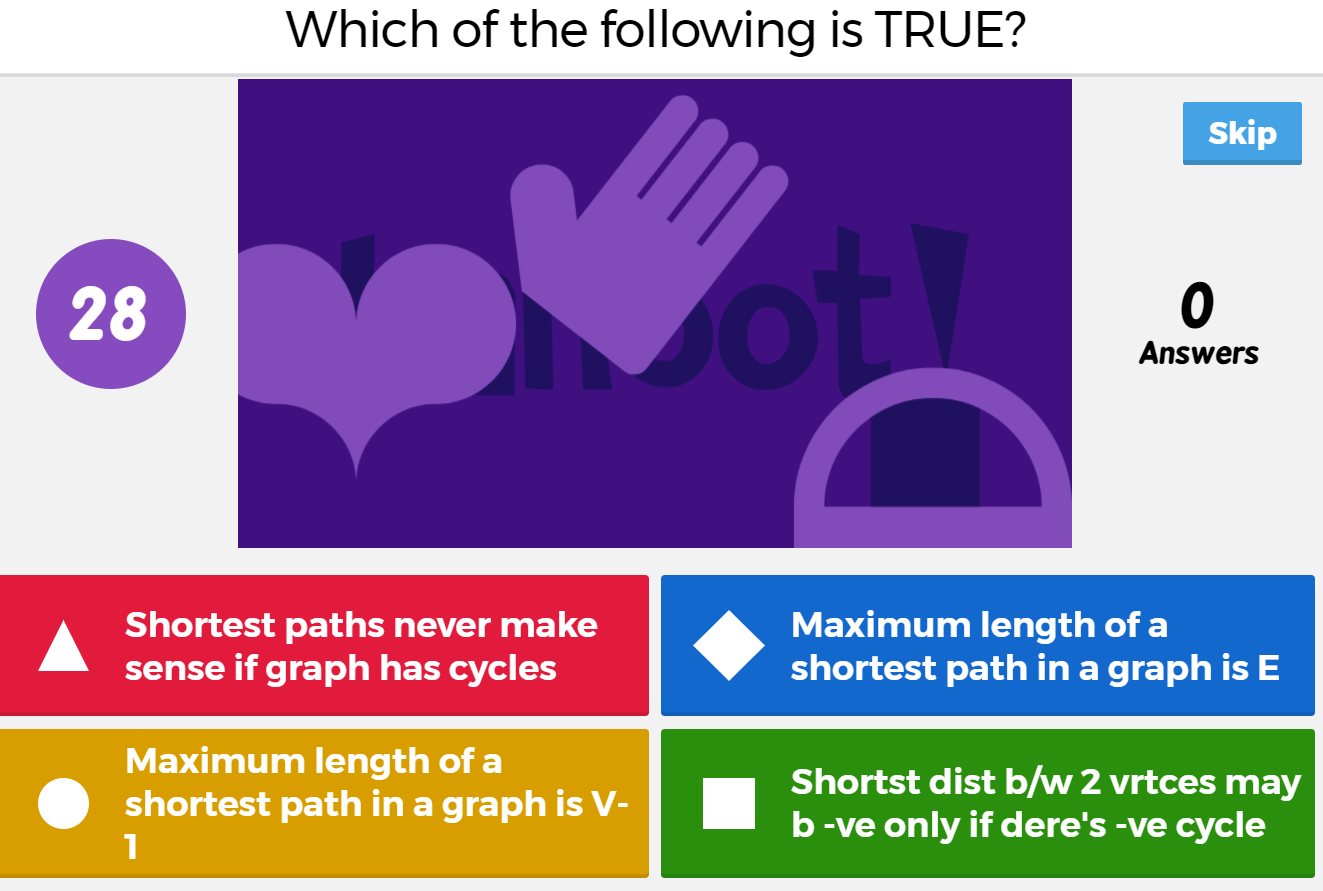 Which of the following is TRUE?
Skip
28
0
Answers
Shortest paths never make
sense if graph has cycles
Maximum length of a
shortest path in a graph is E
Maximum length of a
shortest path in a graph is V-
1
Shortst dist b/w 2 vrtces may
b -ve only if dere's -ve cycle